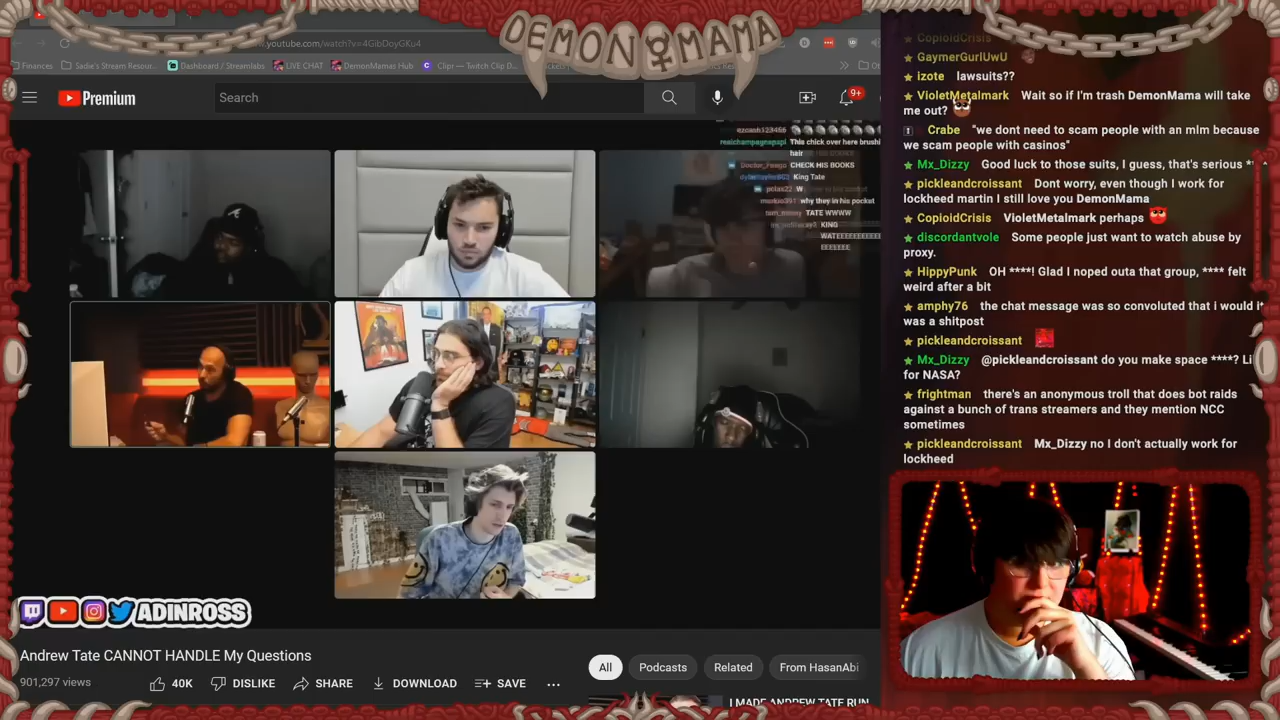 DEMON MAMA
youtube.com/watch?v=4GibDoyGKu4
Finances
Sadie's Stream Resou...
Dashboard / Streamlabs
LIVE CHAT
DemonMamas Hub
Clipr — Twitch Clip D...
Premium
Search
9+
ezcash123456
This chick over here brushi
hair
CHECK HIS BOOKS
King Tate
W
why they in his pocket
TATE WWWW
KING
WATEEEEEEEEE
EEEEEEE
ADINROSS
Andrew Tate CANNOT HANDLE My Questions
901,297 views
40K
DISLIKE
SHARE
DOWNLOAD
SAVE
...
All
Podcasts
Related
From HasanAbi
I MADE ANDREW TATE RUN
CopioidCrisis
GaymerGurlUwU
izote lawsuits??
VioletMetalmark Wait so if I'm trash DemonMama will take
me out?
Crabe "we dont need to scam people with an mlm because
we scam people with casinos"
Mx_Dizzy Good luck to those suits, I guess, that's serious **
pickleandcroissant Dont worry, even though I work for
lockheed martin I still love you DemonMama
CopioidCrisis VioletMetalmark perhaps
discordantvole Some people just want to watch abuse by
proxy.
HippyPunk OH ****! Glad I noped outa that group, **** felt
weird after a bit
amphy76 the chat message was so convoluted that i would i
was a shitpost
pickleandcroissant
Mx_Dizzy @pickleandcroissant do you make space ****? Li
for NASA?
frightman there's an anonymous troll that does bot raids
against a bunch of trans streamers and they mention NCC
sometimes
pickleandcroissant Mx_Dizzy no I don't actually work for
lockheed